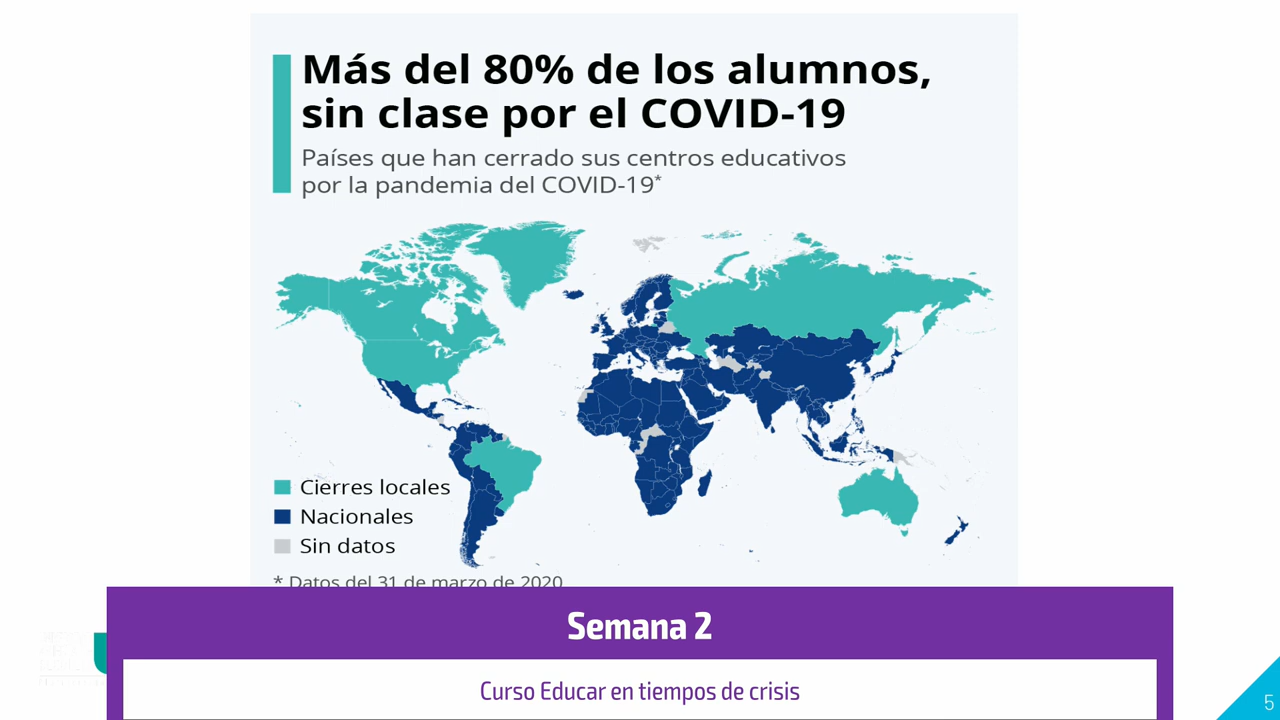 Más del 80% de los alumnos,
sin clase por el COVID-19
Países que han cerrado sus centros educativos
por la pandemia del COVID-19*
Cierres locales
Nacionales
Sin datos
* Datos del 31 de marzo de 2020
Semana 2
Curso Educar en tiempos de crisis
5